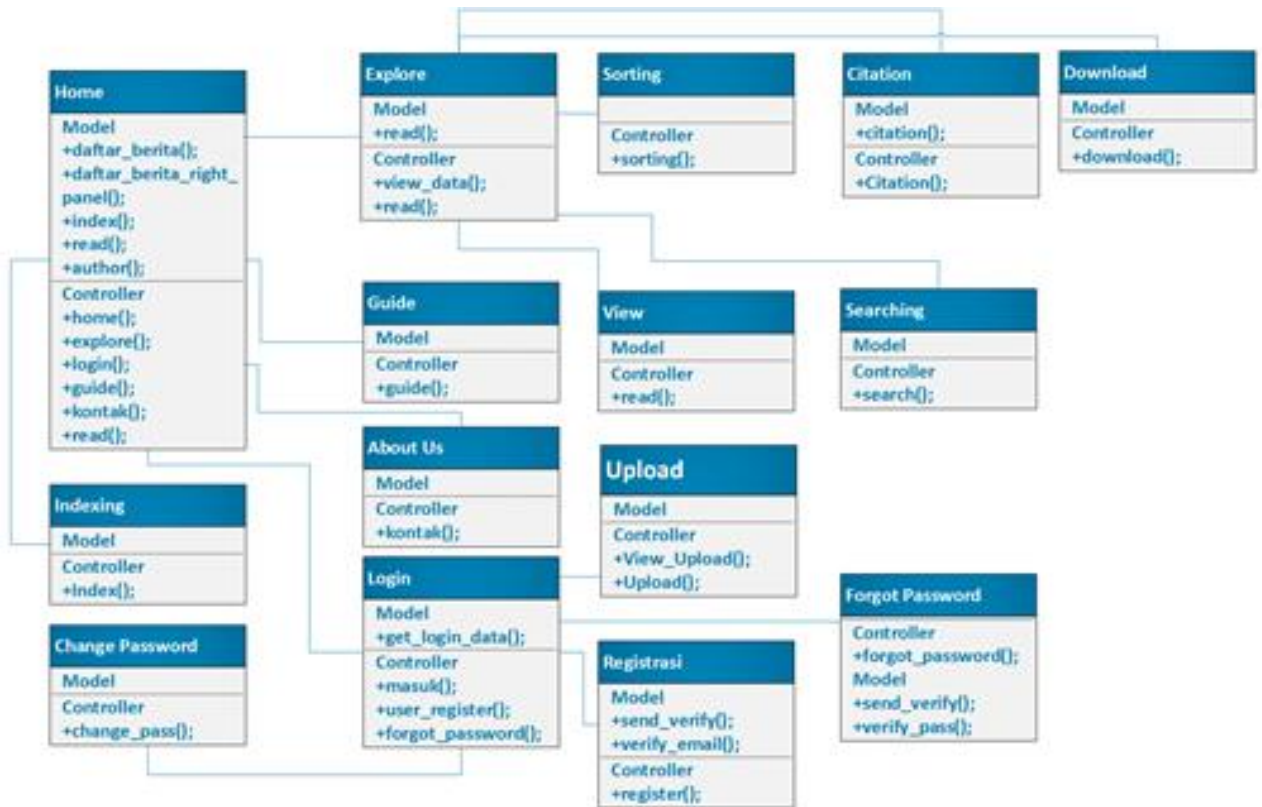 Home
Model
+daftar_berita();
+daftar_berita_right_
panel();
+index();
+read();
+author();
Controller
+home();
+explore();
+login();
+guide();
+kontak();
+read();
Explore
Model
+read();
Controller
+view_data();
+read();
Sorting
Controller
+sorting();
Citation
Model
+citation();
Controller
+Citation();
Download
Model
Controller
+download();
Guide
Model
Controller
+guide();
View
Model
Controller
+read();
Searching
Model
Controller
+search();
About Us
Model
Controller
+kontak();
Upload
Model
Controller
+View_Upload();
+Upload();
Indexing
Model
Controller
+Index();
Login
Model
+get_login_data();
Controller
+masuk();
+user_register();
+forgot_password();
Forgot Password
Controller
+forgot_password();
Model
+send_verify();
+verify_pass();
Change Password
Model
Controller
+change_pass();
Registrasi
Model
+send_verify();
+verify_email();
Controller
+register();